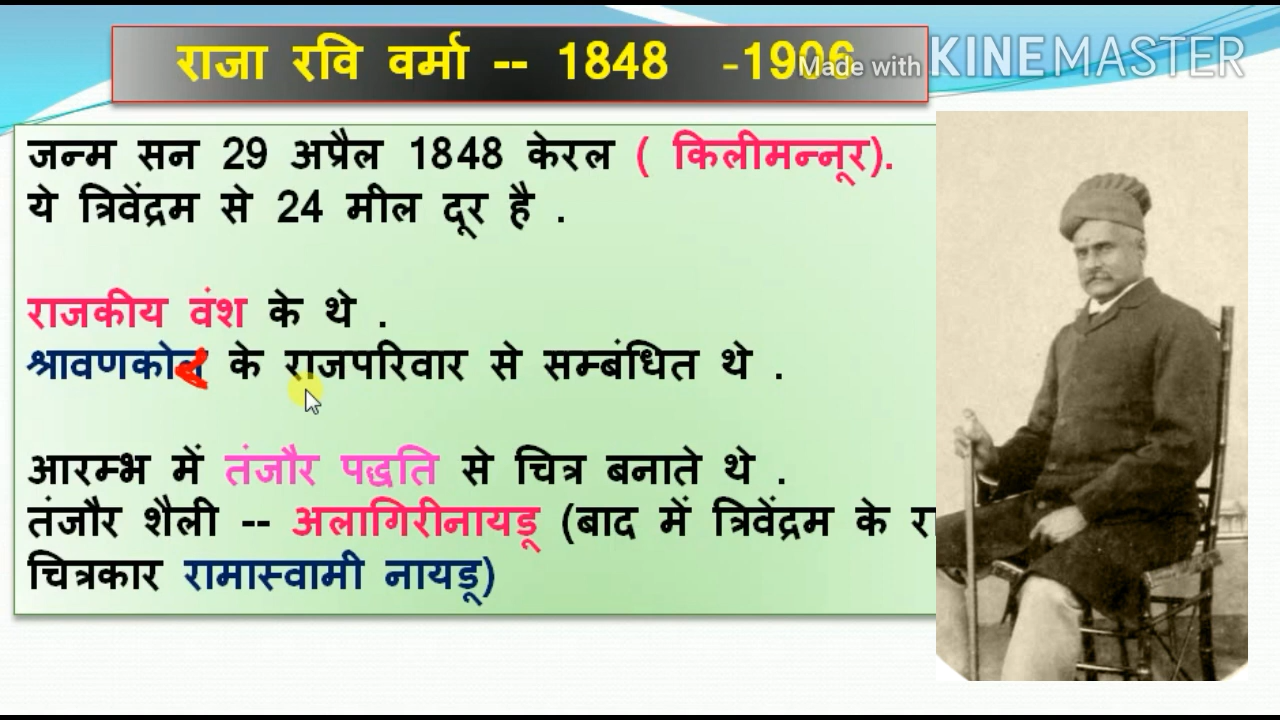 राजा रवि वर्मा -- 1848 -1906
Made with KINEMASTER
जन्म सन 29 अप्रैल 1848 केरल ( किलीमन्नूर).
ये त्रिवेंद्रम से 24 मील दूर है .
राजकीय वंश के थे .
के राजपरिवार से सम्बंधित थे .
आरम्भ में तंजौर पद्धति से चित्र बनाते थे .
तंजौर शैली -- अलागिरीनायडू (बाद में त्रिवेंद्रम के
चित्रकार रामास्वामी नायडू)